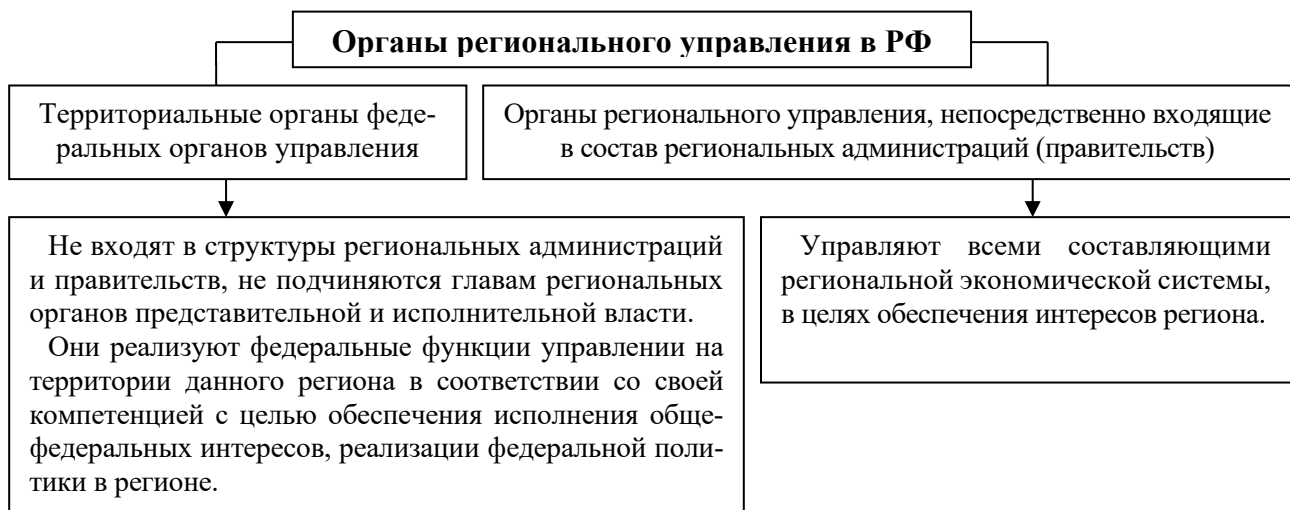 Органы регионального управления в РФ
Территориальные органы феде-
ральных органов управления
Органы регионального управления, непосредственно входящие
в состав региональных администраций (правительств)
Не входят в структуры региональных администраций
и правительств, не подчиняются главам региональных
органов представительной и исполнительной власти.
Они реализуют федеральные функции управлении на
территории данного региона в соответствии со своей
компетенцией с целью обеспечения исполнения обще-
федеральных интересов, реализации федеральной поли-
тики в регионе.
Управляют всеми составляющими
региональной экономической системы,
в целях обеспечения интересов региона.